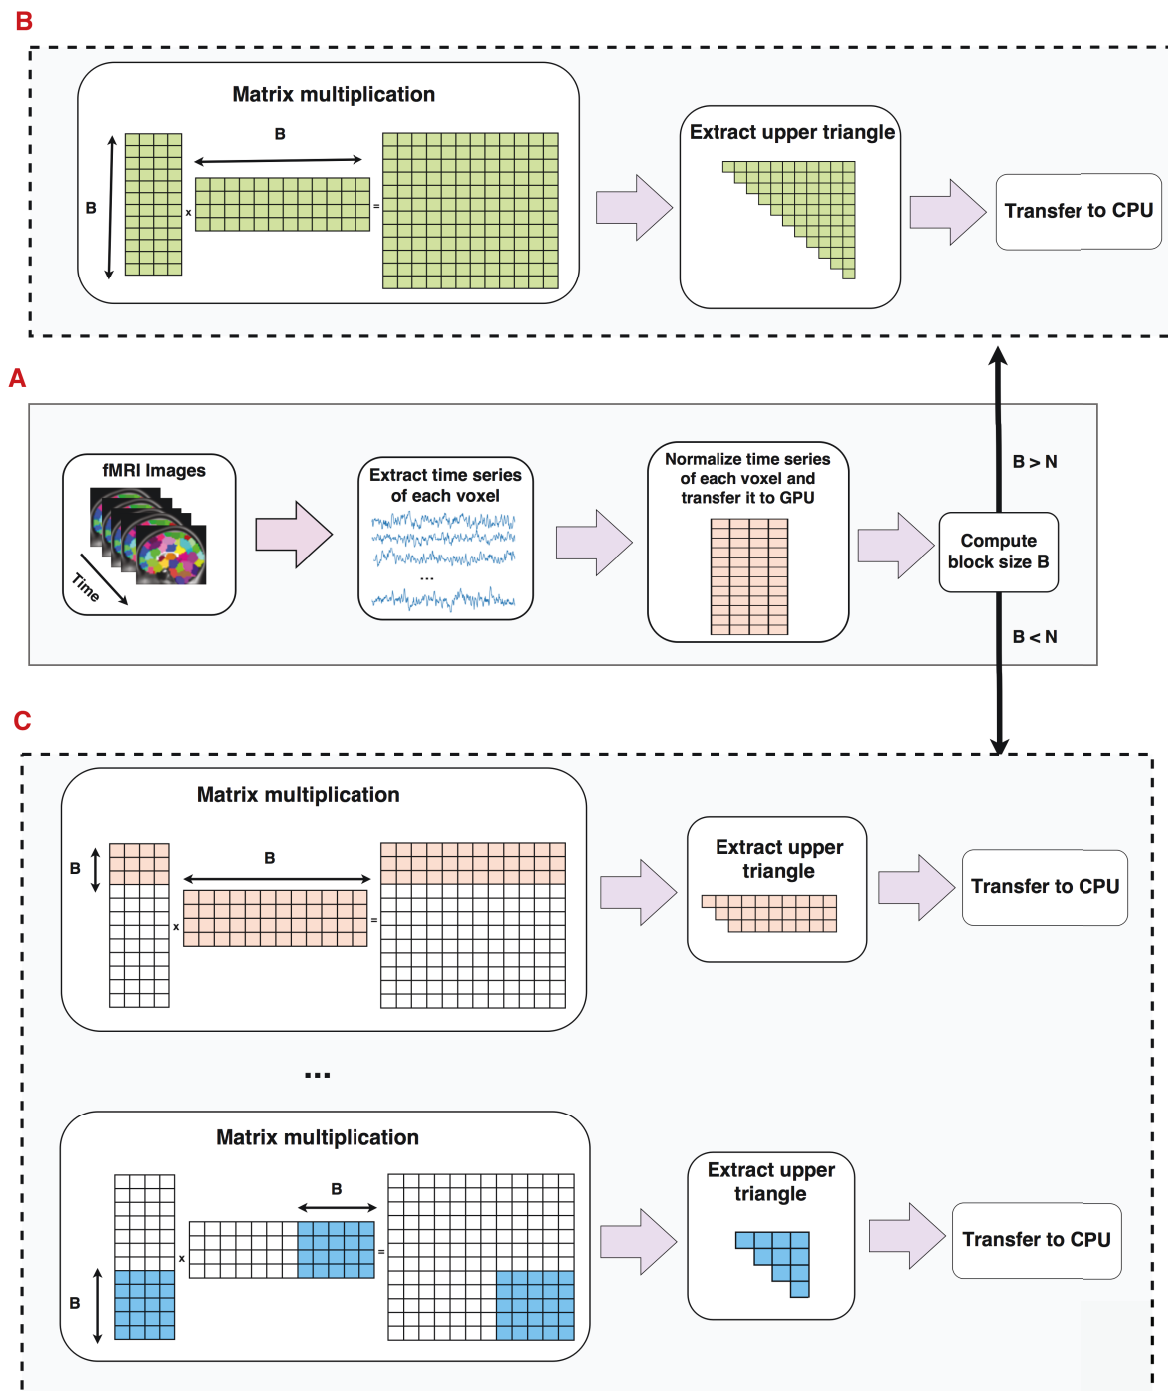 B
Matrix multiplication
B
B
x
=
Extract upper triangle
Transfer to CPU
A
fMRI Images
Time
Extract time series
of each voxel
...
Normalize time series
of each voxel and
transfer it to GPU
Compute
block size B
B > N
B < N
C
Matrix multiplication
B
B
x
=
Extract upper
triangle
Transfer to CPU
...
Matrix multiplication
B
B
x
=
Extract upper
triangle
Transfer to CPU